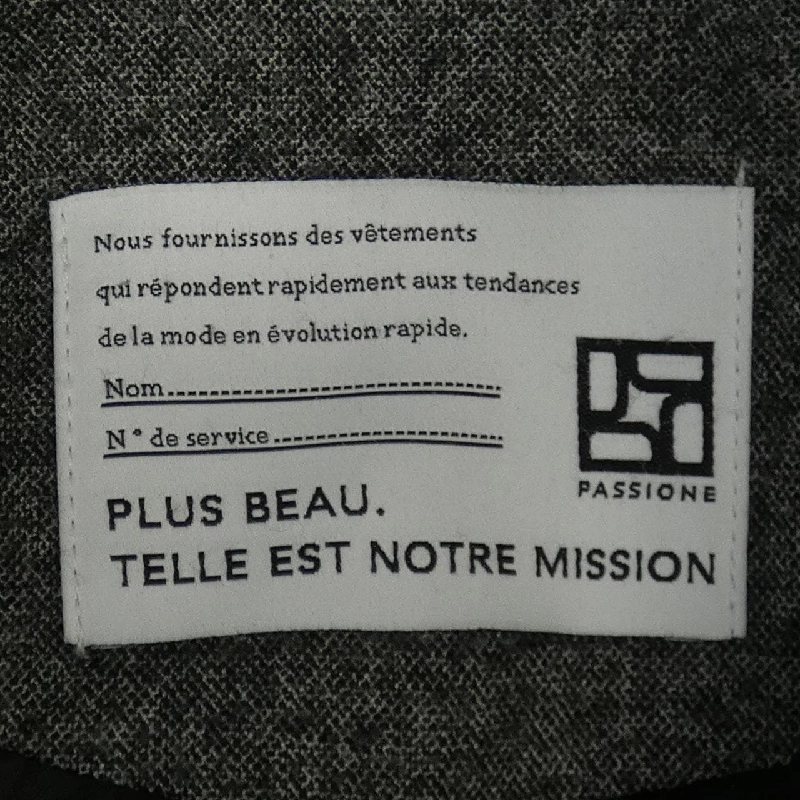 Nous fournissons des vêtements
qui répondent rapidement aux tendances
de la mode en évolution rapide.
Nom
N° de service
PASSIONE
PLUS BEAU.
TELLE EST NOTRE MISSION